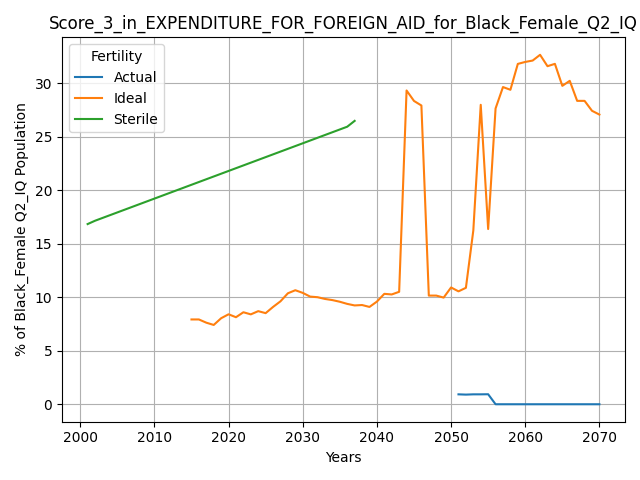 Score_3_in_EXPENDITURE_FOR_FOREIGN_AID_for_Black_Female_Q2_IQ
% of Black_Female Q2_IQ Population
Fertility
Actual
Ideal
Sterile
30
25
20
15
10
5
0
2000 2010 2020 2030 2040 2050 2060 2070
Years